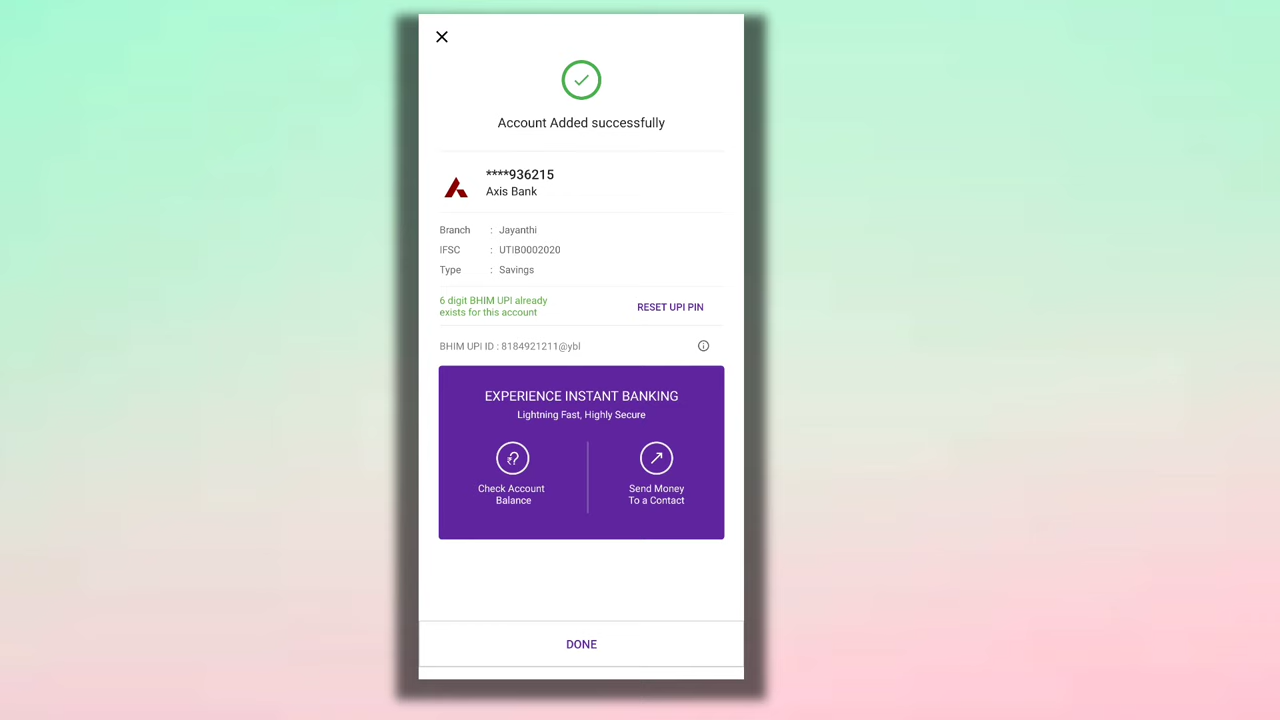 Account Added successfully
****936215
Axis Bank
Branch : Jayanthi
IFSC : UTIB0002020
Type : Savings
6 digit BHIM UPI already
exists for this account
RESET UPI PIN
BHIM UPI ID : 8184921211@ybl
EXPERIENCE INSTANT BANKING
Lightning Fast, Highly Secure
Check Account
Balance
Send Money
To a Contact
DONE